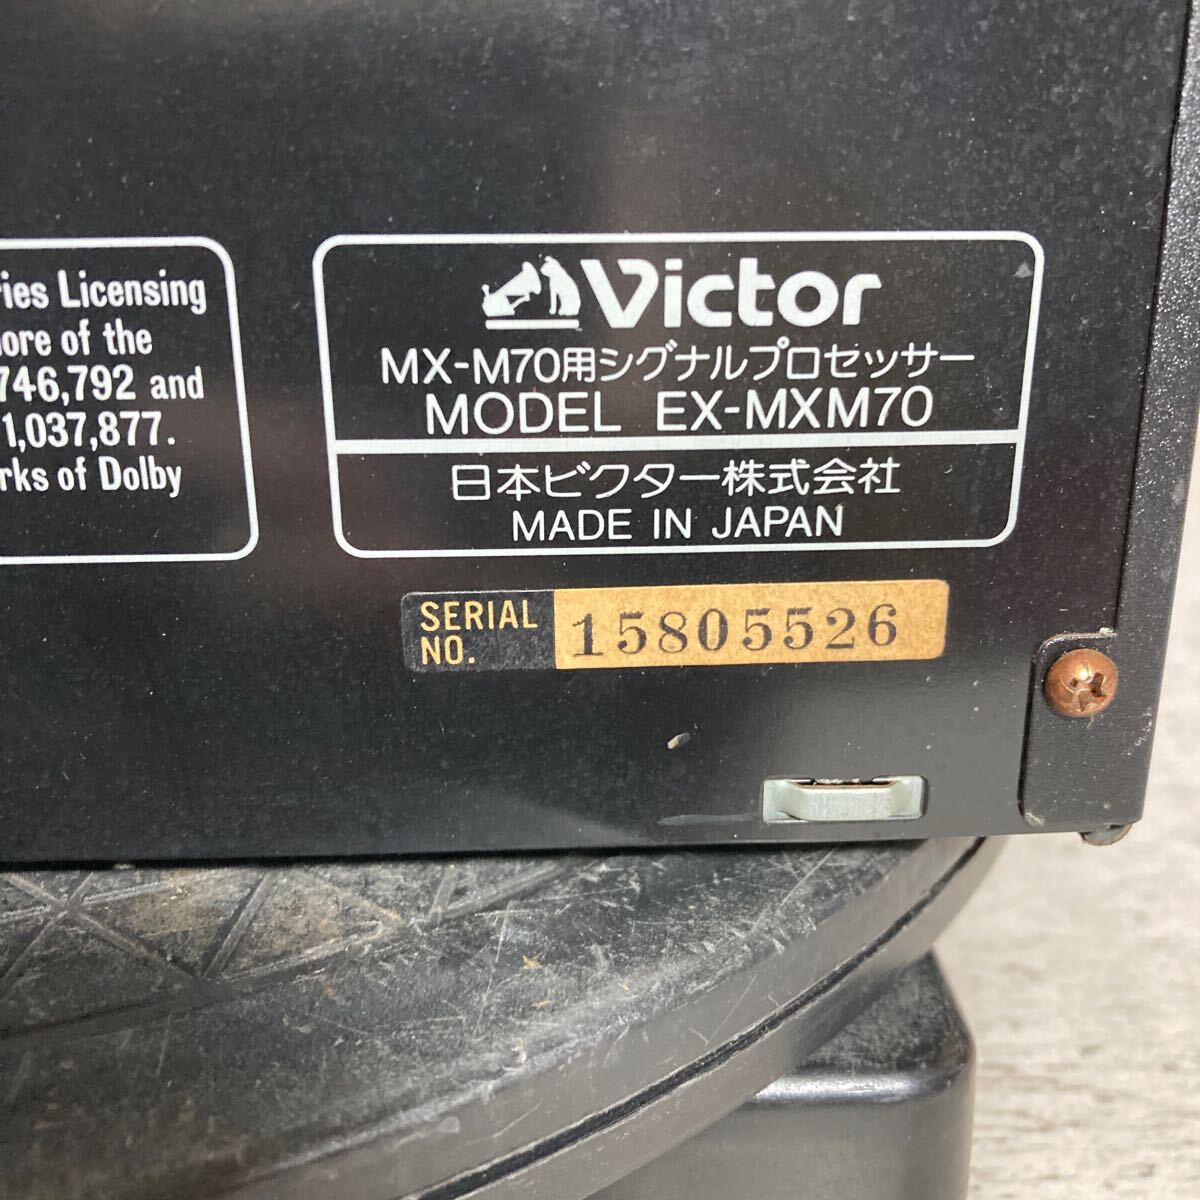 ries Licensing
ore of the
746,792 and
1,037,877.
rks of Dolby
Victor
MX-M70用シグナルプロセッサー
MODEL EX-MXM70
日本ビクター株式会社
MADE IN JAPAN
SERIAL NO. 15805526